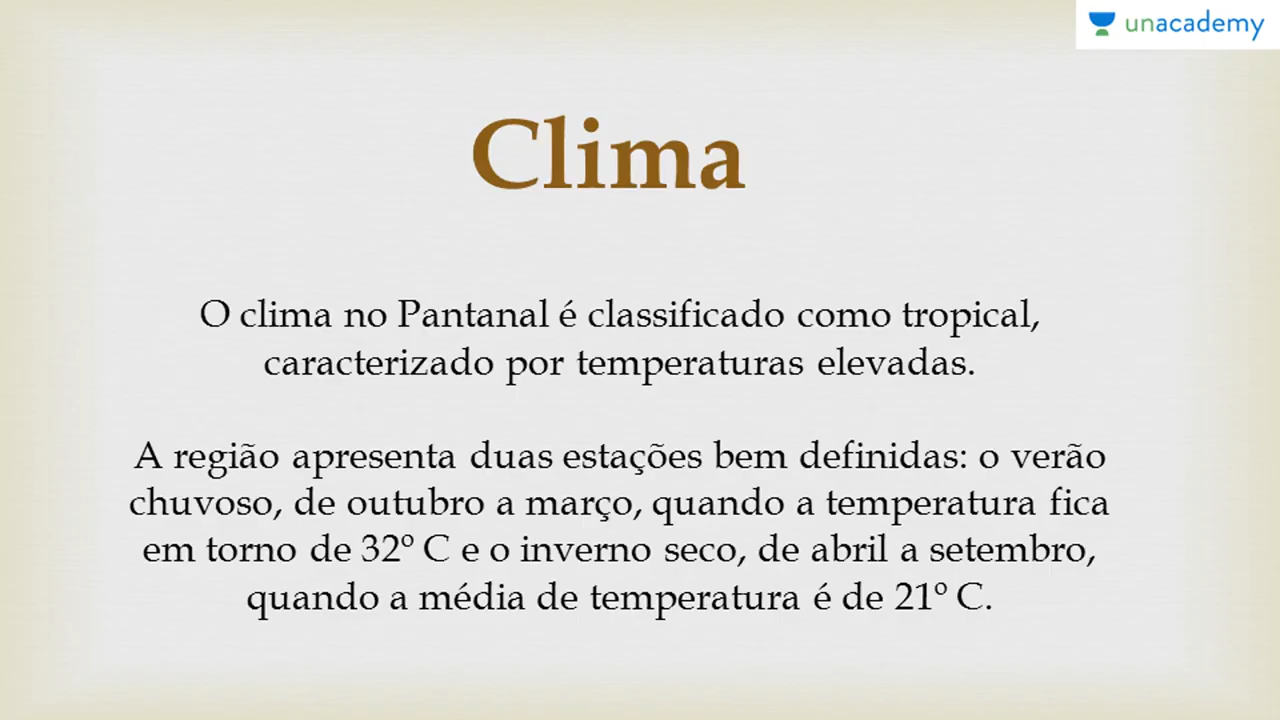 unacademy
Clima
O clima no Pantanal é classificado como tropical,
caracterizado por temperaturas elevadas.
A região apresenta duas estações bem definidas: o verão
chuvoso, de outubro a março, quando a temperatura fica
em torno de 32º C e o inverno seco, de abril a setembro,
quando a média de temperatura é de 21º C.